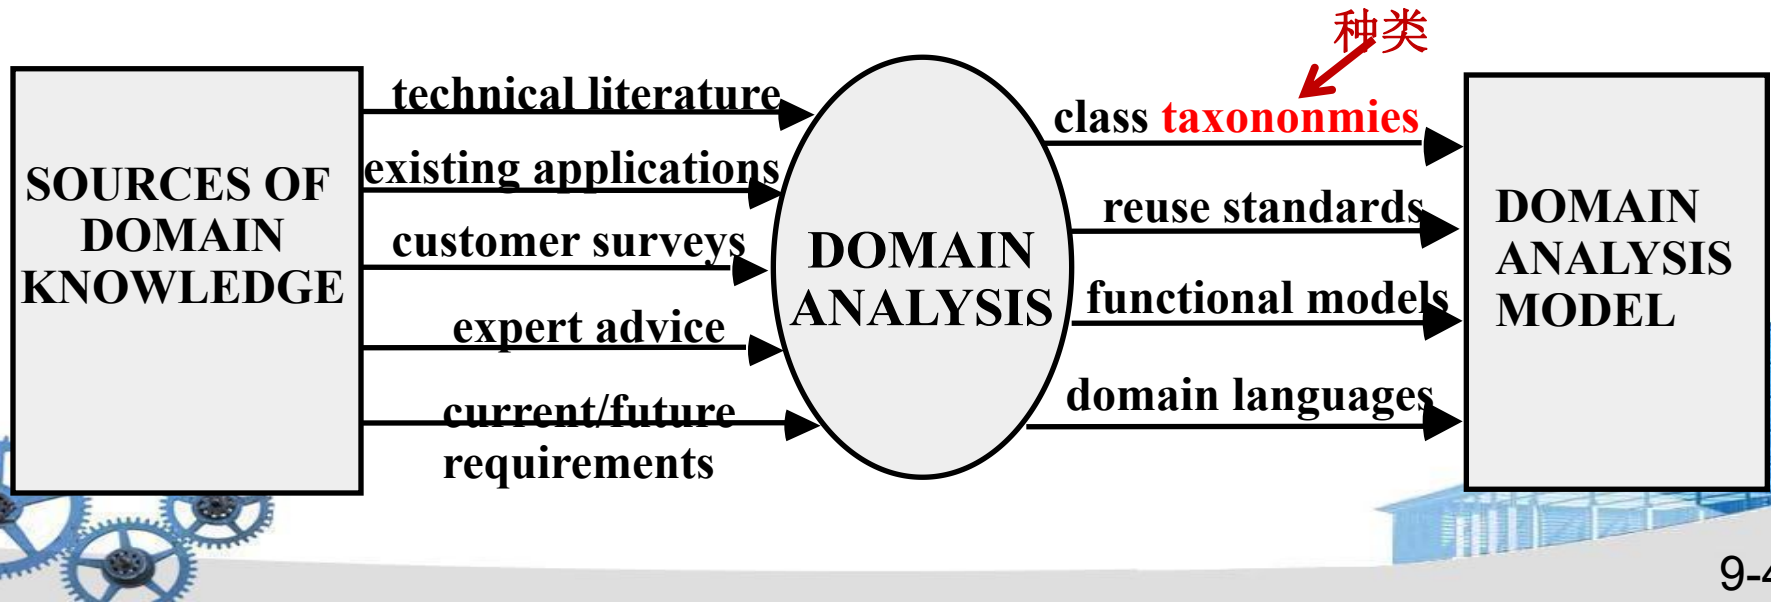 种类
SOURCES OF
DOMAIN
KNOWLEDGE
technical literature
existing applications
customer surveys
expert advice
current/future
requirements
DOMAIN
ANALYSIS
class taxononmies
reuse standards
functional models
domain languages
DOMAIN
ANALYSIS
MODEL
9-4